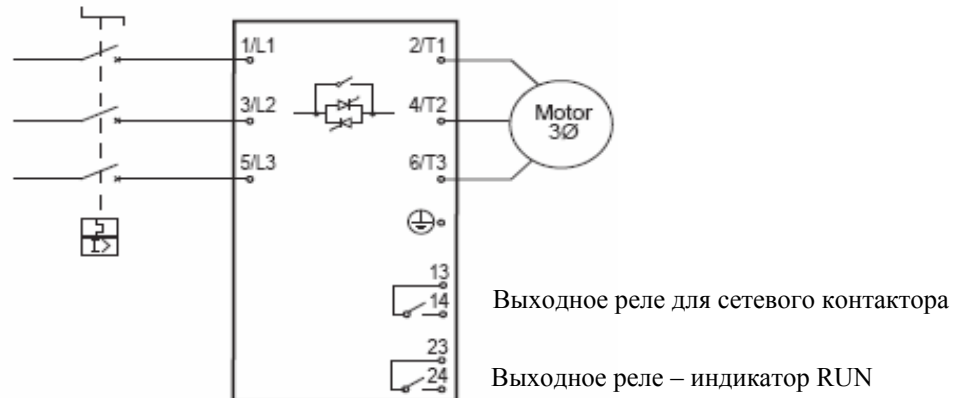 1/L1 2/T1
3/L2 4/T2
Motor
3Ø
5/L3 6/T3
I>
13
14
Выходное реле для сетевого контактора
23
24
Выходное реле – индикатор RUN